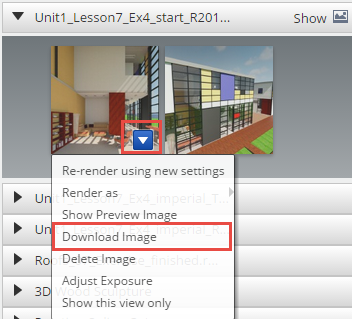 Unit1_Lesson7_Ex4_start_R201...
Show
Re-render using new settings
Render as
Show Preview Image
Download Image
Delete Image
Adjust Exposure
Show this view only